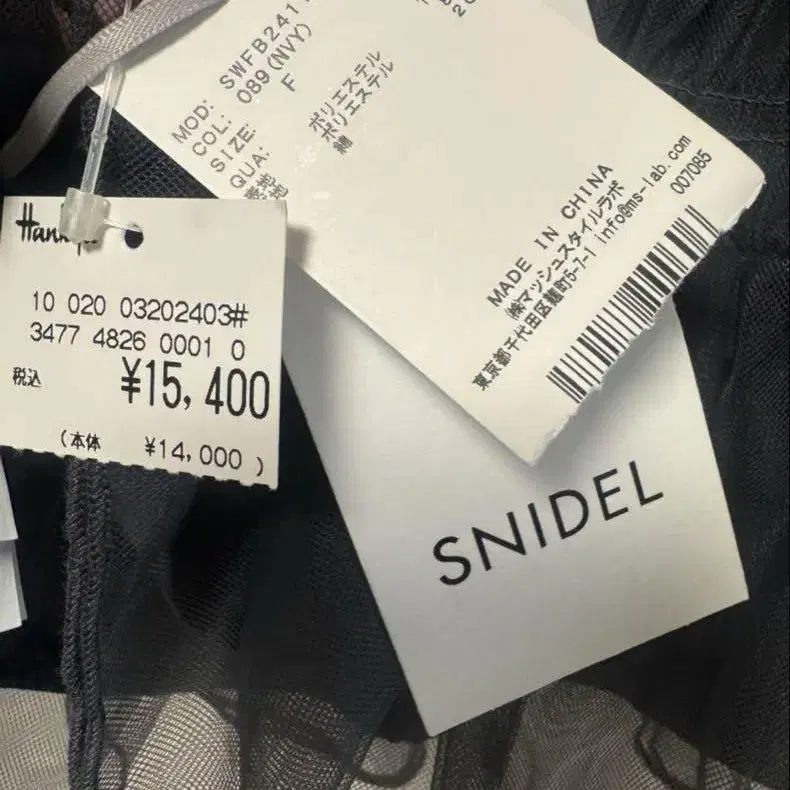 MOD: SWFB241
COL: 089(NVY)
SIZE: F
QUA:
ポリエステル
ポリエステル
綿
MADE IN CHINA
㈱マッシュスタイルラボ
東京都千代田区麹町5-7-1 info@ms-lab.com
007085
10 020 03202403#
3477 4826 0001 0
税込 ¥15,400
(本体 ¥14,000 )
SNIDEL